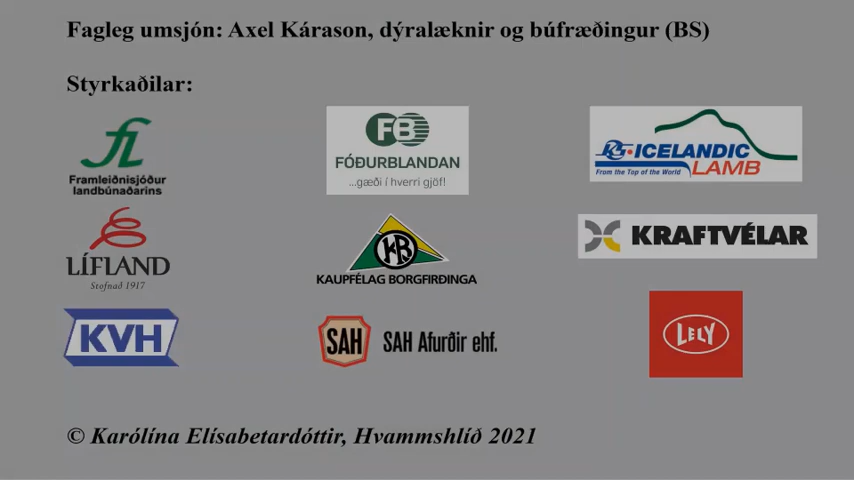 Fagleg umsjón: Axel Kárason, dýralæknir og búfræðingur (BS)
Styrkaðilar:
fl
Framleiðnisjóður
landbúnaðarins
FB
FÓÐURBLANDAN
...gæði í hverri gjöf!
ICELANDIC
From the Top of the World
LAMB
LÍFLAND
Stofnað 1917
KB
KAUPFÉLAG BORGFIRÐINGA
KRAFTVÉLAR
KVH
SAH
SAH Afurðir ehf.
LELY
© Karólína Elísabetardóttir, Hvammshlíð 2021